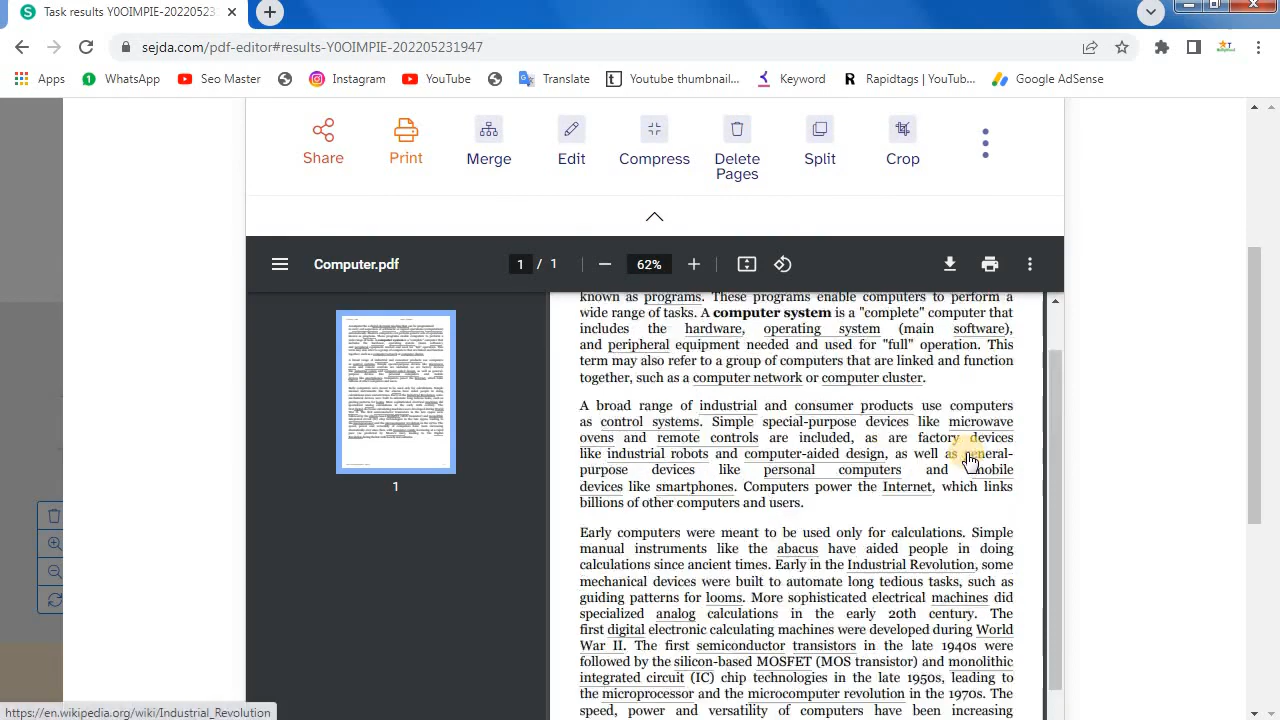 Task results Y0OIMPIE-20220523
sejda.com/pdf-editor#results-Y0OIMPIE-202205231947
Apps WhatsApp Seo Master Instagram YouTube Translate Youtube thumbnil... Keyword Rapidtags | YouTub... Google AdSense
Share Print Merge Edit Compress Delete Pages Split Crop
Computer.pdf 1 / 1 62%
known as programs. These programs enable computers to perform a
wide range of tasks. A computer system is a "complete" computer that
includes the hardware, operating system (main software),
and peripheral equipment needed and used for "full" operation. This
term may also refer to a group of computers that are linked and function
together, such as a computer network or computer cluster.
A broad range of industrial and consumer products use computers
as control systems. Simple special-purpose devices like microwave
ovens and remote controls are included, as are factory devices
like industrial robots and computer-aided design, as well as general-
purpose devices like personal computers and mobile
devices like smartphones. Computers power the Internet, which links
billions of other computers and users.
Early computers were meant to be used only for calculations. Simple
manual instruments like the abacus have aided people in doing
calculations since ancient times. Early in the Industrial Revolution, some
mechanical devices were built to automate long tedious tasks, such as
guiding patterns for looms. More sophisticated electrical machines did
specialized analog calculations in the early 20th century. The
first digital electronic calculating machines were developed during World
War II. The first semiconductor transistors in the late 1940s were
followed by the silicon-based MOSFET (MOS transistor) and monolithic
integrated circuit (IC) chip technologies in the late 1950s, leading to
the microprocessor and the microcomputer revolution in the 1970s. The
speed, power and versatility of computers have been increasing
1
https://en.wikipedia.org/wiki/Industrial_Revolution